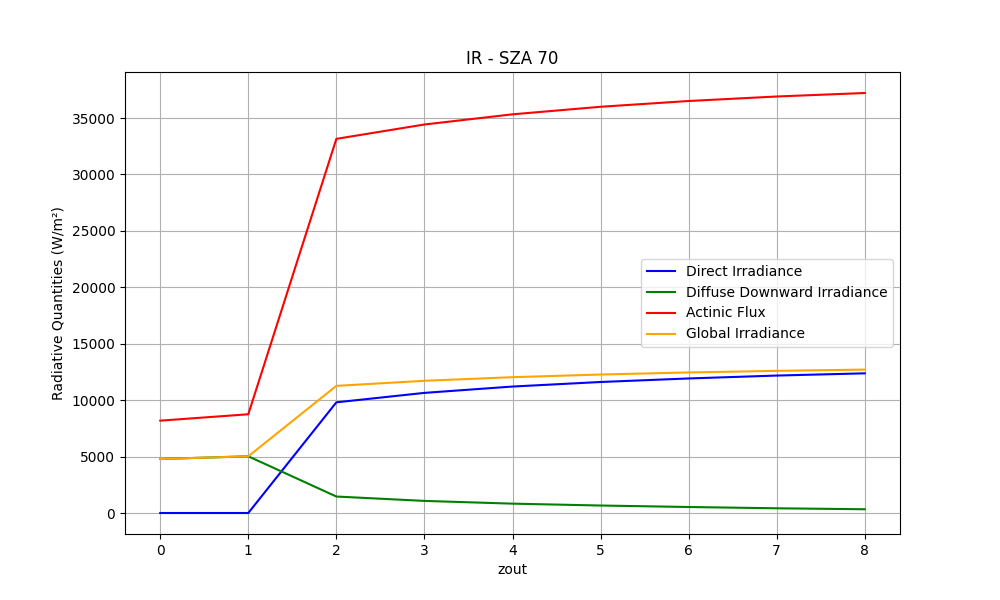 IR - SZA 70
Radiative Quantities (W/m²)
35000
30000
25000
20000
15000
10000
5000
0
Direct Irradiance
Diffuse Downward Irradiance
Actinic Flux
Global Irradiance
0 1 2 3 4 5 6 7 8
zout